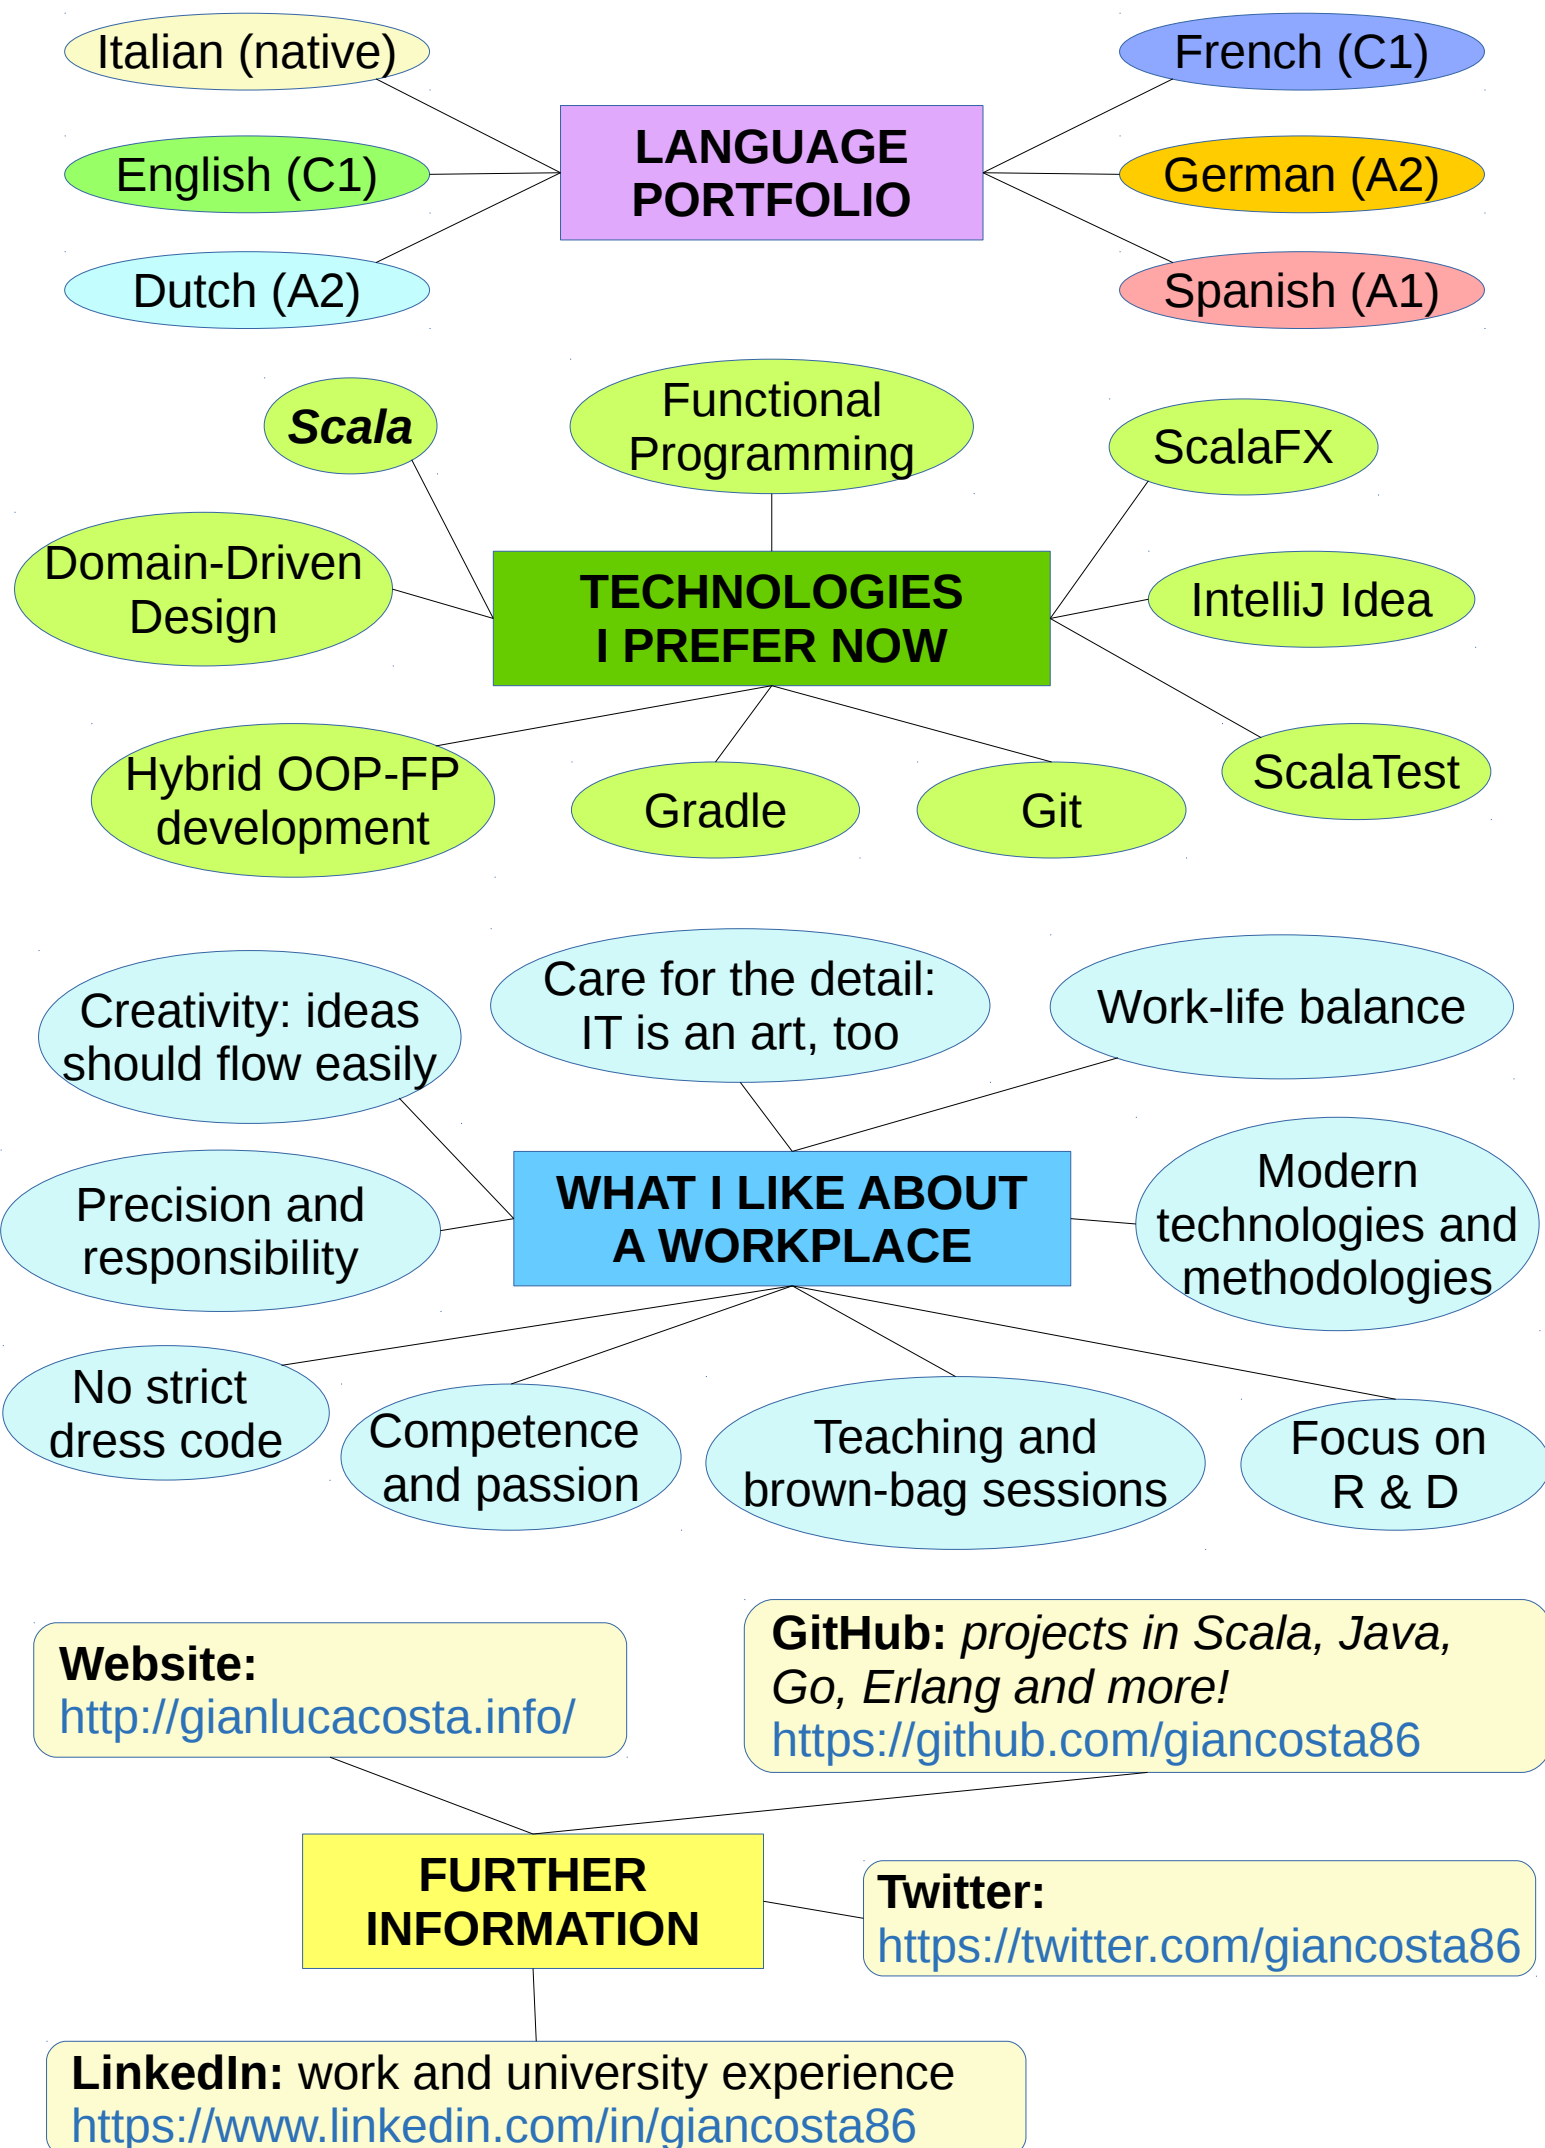 Italian (native)
French (C1)
LANGUAGE
PORTFOLIO
English (C1)
German (A2)
Dutch (A2)
Spanish (A1)
Scala
Functional
Programming
ScalaFX
Domain-Driven
Design
TECHNOLOGIES
I PREFER NOW
IntelliJ Idea
Hybrid OOP-FP
development
Gradle
Git
ScalaTest
Creativity: ideas
should flow easily
Care for the detail:
IT is an art, too
Work-life balance
Precision and
responsibility
WHAT I LIKE ABOUT
A WORKPLACE
Modern
technologies and
methodologies
No strict
dress code
Competence
and passion
Teaching and
brown-bag sessions
Focus on
R & D
Website:
http://gianlucacosta.info/
GitHub: projects in Scala, Java,
Go, Erlang and more!
https://github.com/giancosta86
FURTHER
INFORMATION
Twitter:
https://twitter.com/giancosta86
LinkedIn: work and university experience
https://www.linkedin.com/in/giancosta86